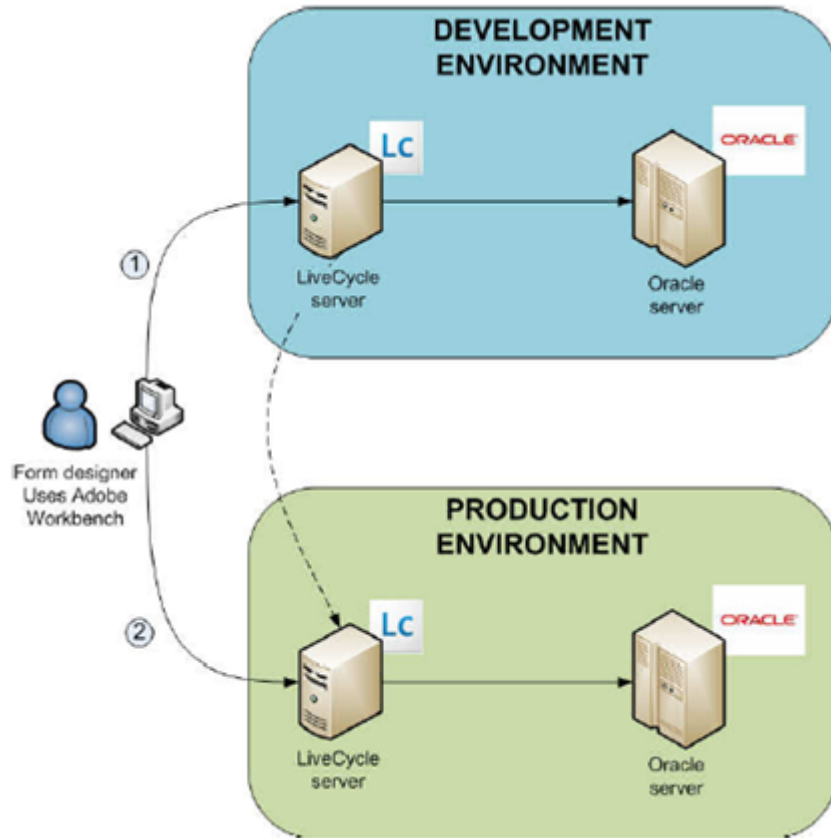 DEVELOPMENT
ENVIRONMENT
Lc
ORACLE
LiveCycle
server
Oracle
server
1
Form designer
Uses Adobe
Workbench
2
PRODUCTION
ENVIRONMENT
Lc
ORACLE
LiveCycle
server
Oracle
server